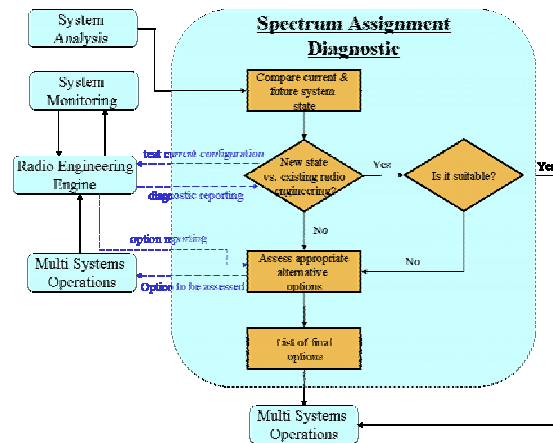 System
Analysis
Spectrum Assignment
Diagnostic
System
Monitoring
Compare current &
future system
state
test current configuration
Radio Engineering
Engine
New state
vs. existing radio
engineering?
Yes
Is it suitable?
Yes
diagnostic reporting
No
option reporting
Multi Systems
Operations
Assess appropriate
alternative
options
No
Option to be assessed
List of final
options
Multi Systems
Operations